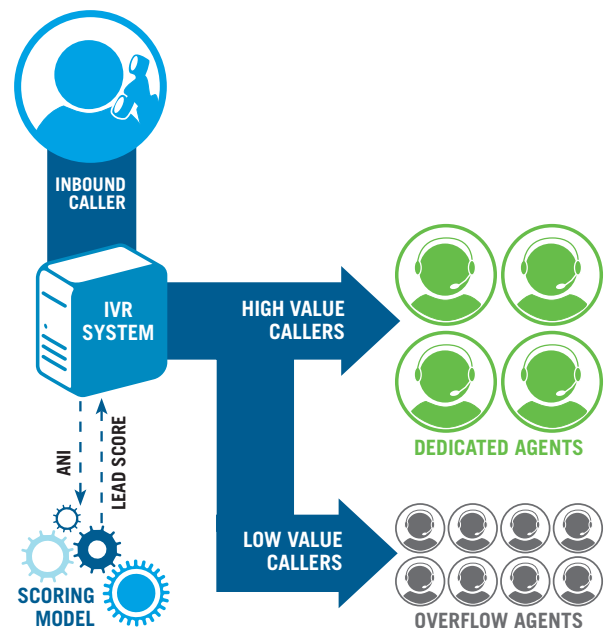 INBOUND
CALLER
IVR
SYSTEM
HIGH VALUE
CALLERS
DEDICATED AGENTS
ANI
LEAD SCORE
LOW VALUE
CALLERS
SCORING
MODEL
OVERFLOW AGENTS